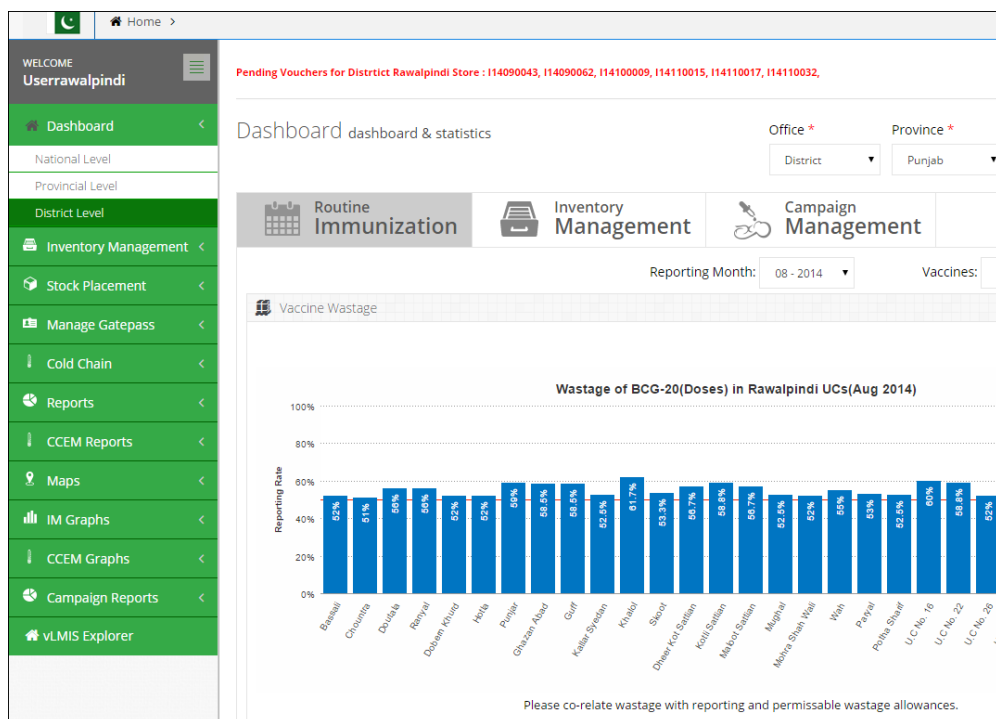 Home >
WELCOME
Userrawalpindi
Dashboard
National Level
Provincial Level
District Level
Inventory Management
Stock Placement
Manage Gatepass
Cold Chain
Reports
CCEM Reports
Maps
IM Graphs
CCEM Graphs
Campaign Reports
vLMIS Explorer
Pending Vouchers for Distrtict Rawalpindi Store : I14090043, I14090062, I14100009, I14110015, I14110017, I14110032,
Dashboard dashboard & statistics
Office * Province *
District Punjab
Routine Immunization
Inventory Management
Campaign Management
Reporting Month: 08 - 2014 Vaccines:
Vaccine Wastage
Wastage of BCG-20(Doses) in Rawalpindi UCs(Aug 2014)
Reporting Rate
100%
80%
60%
40%
20%
0%
52% 51% 56% 56% 52% 52% 59% 58.5% 58.5% 52.5% 61.7% 53.3% 56.7% 58.8% 56.7% 52.5% 52% 55% 53% 52.5% 60% 58.8% 52%
Bassali Chountra Doulala Ranyal Dobern Khurd Hotla Punjar Ghazan Abad Guff Kallar Syedan Khalol Skoot Dheer Kot Sattian Kotli Sattian Malot Sattian Mughal Mohra Shah Wali Wah Paryal Potha Sharif U.C No. 16 U.C No. 22 U.C No. 26
Please co-relate wastage with reporting and permissable wastage allowances.